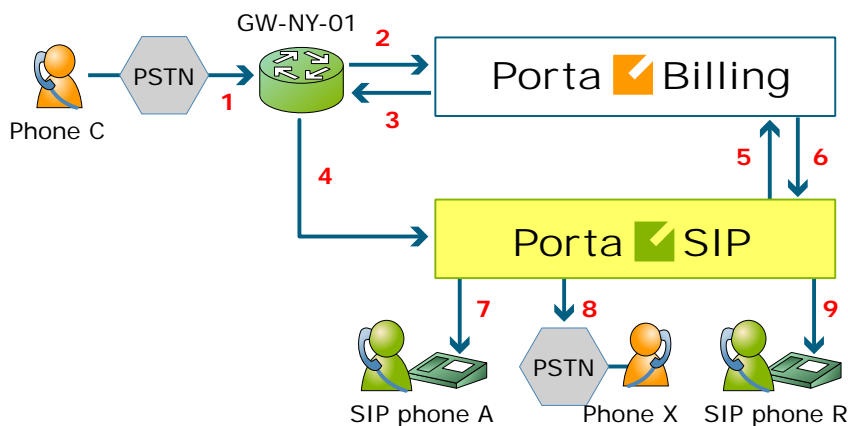 GW-NY-01
2
Porta Billing
PSTN
1
3
Phone C
4
5
6
Porta SIP
7
8
9
PSTN
SIP phone A
Phone X
SIP phone R